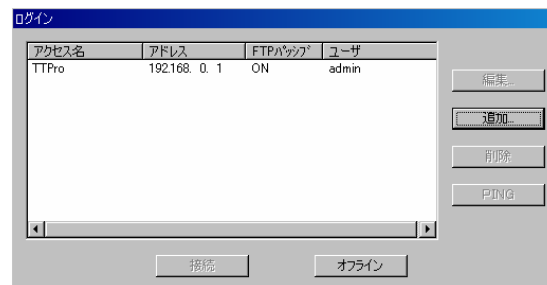 ログイン
アクセス名 アドレス FTPパッシブ ユーザ
TTPro 192.168. 0. 1 ON admin
編集...
追加...
削除
PING
接続 オフライン